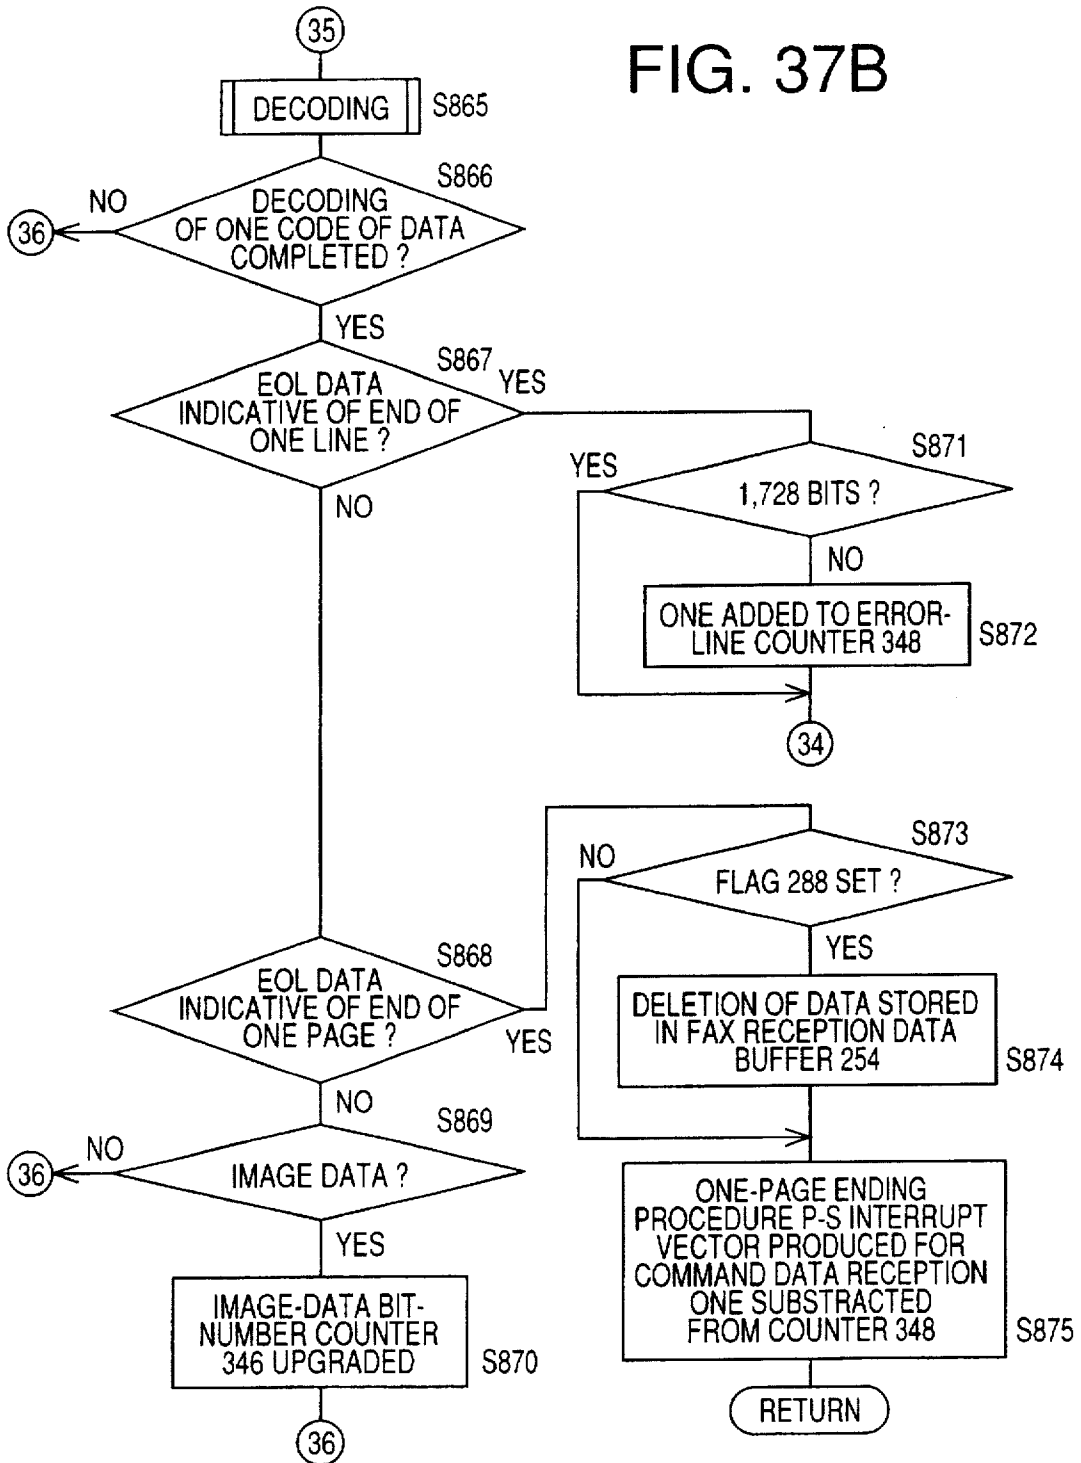 FIG. 37B
35
DECODING
S865
S866
DECODING
OF ONE CODE OF DATA
COMPLETED ?
NO
36
YES
S867
EOL DATA
INDICATIVE OF END OF
ONE LINE ?
YES
NO
S871
1,728 BITS ?
YES
NO
ONE ADDED TO ERROR-
LINE COUNTER 348
S872
34
S868
EOL DATA
INDICATIVE OF END OF
ONE PAGE ?
YES
NO
S873
FLAG 288 SET ?
NO
YES
DELETION OF DATA STORED
IN FAX RECEPTION DATA
BUFFER 254
S874
S869
IMAGE DATA ?
NO
36
YES
IMAGE-DATA BIT-
NUMBER COUNTER
346 UPGRADED
S870
36
ONE-PAGE ENDING
PROCEDURE P-S INTERRUPT
VECTOR PRODUCED FOR
COMMAND DATA RECEPTION
ONE SUBSTRACTED
FROM COUNTER 348
S875
RETURN